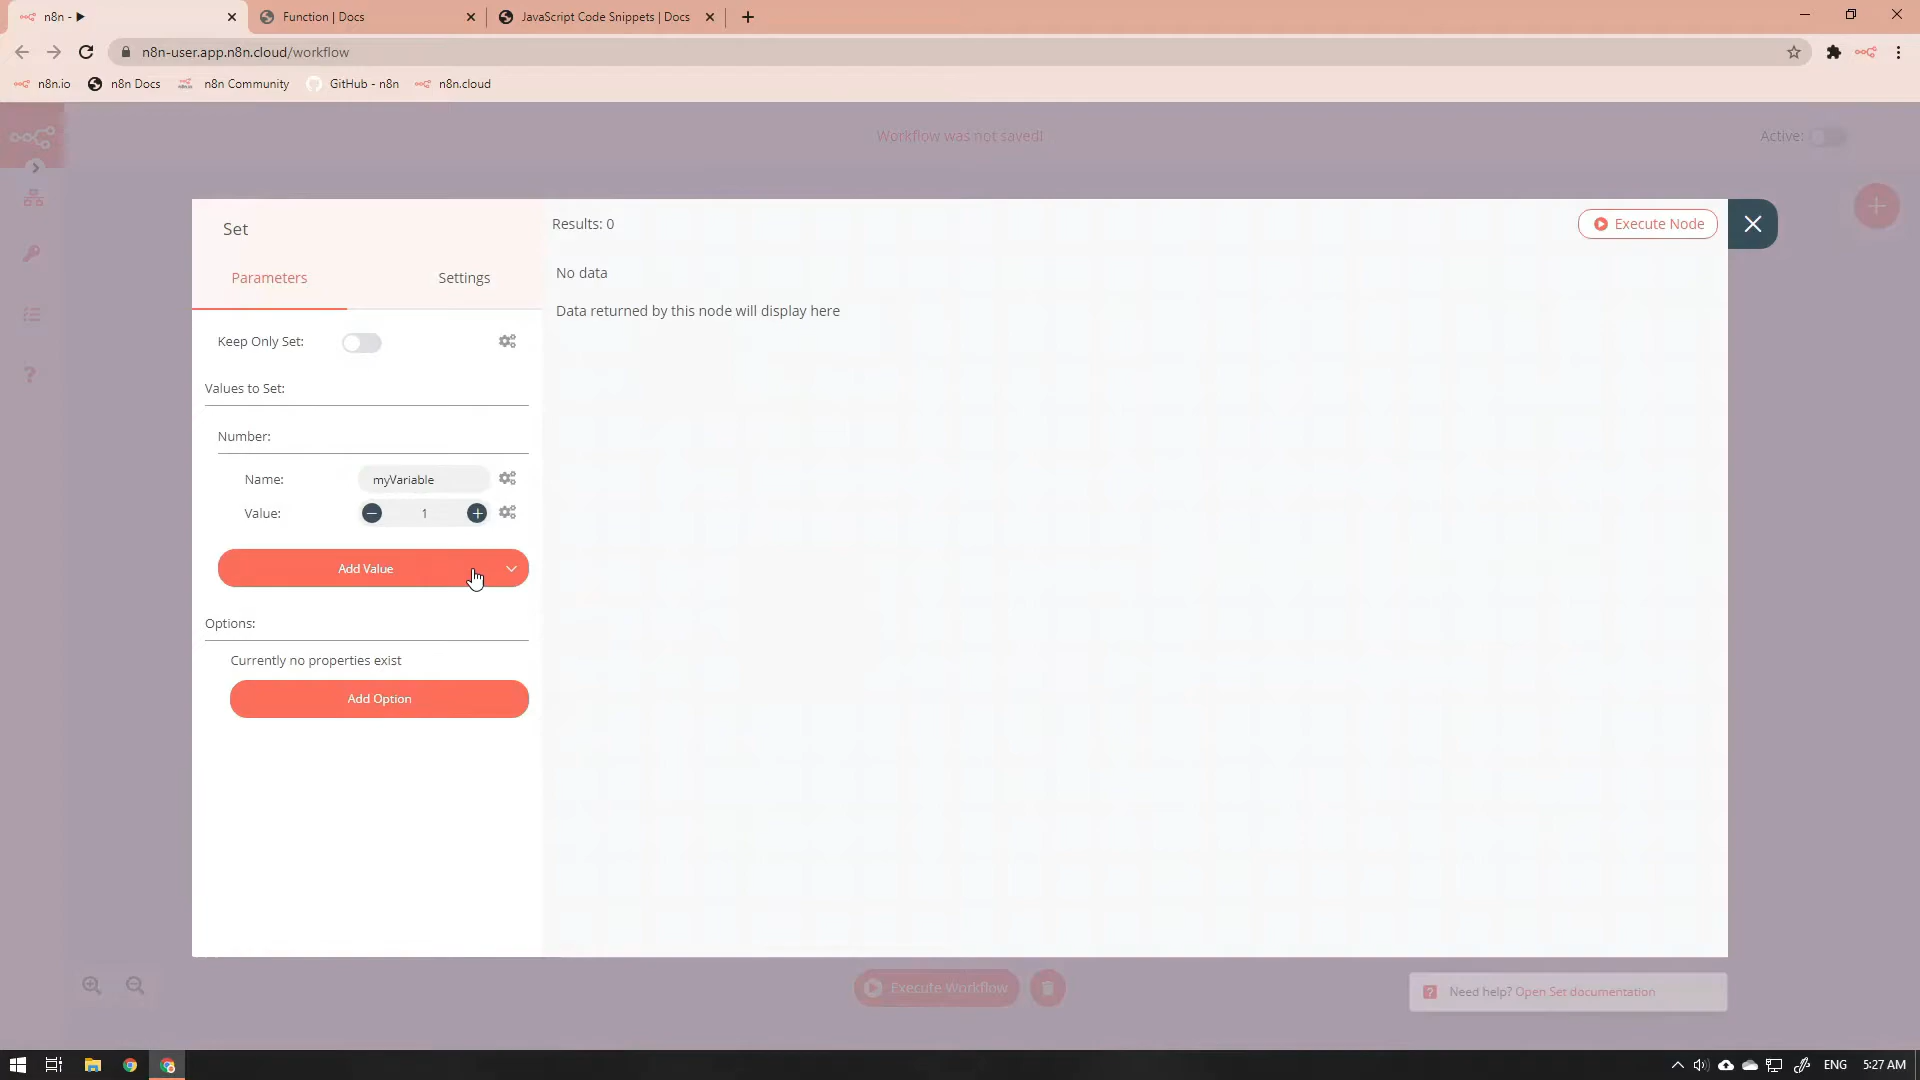 n8n - ▶
Function | Docs
JavaScript Code Snippets | Docs
n8n-user.app.n8n.cloud/workflow
n8n.io
n8n Docs
n8n Community
GitHub - n8n
n8n.cloud
Workflow was not saved!
Active:
Set
Results: 0
Execute Node
Parameters
Settings
No data
Data returned by this node will display here
Keep Only Set:
Values to Set:
Number:
Name:
myVariable
Value:
1
Add Value
Options:
Currently no properties exist
Add Option
Execute Workflow
Need help? Open Set documentation
ENG
5:27 AM